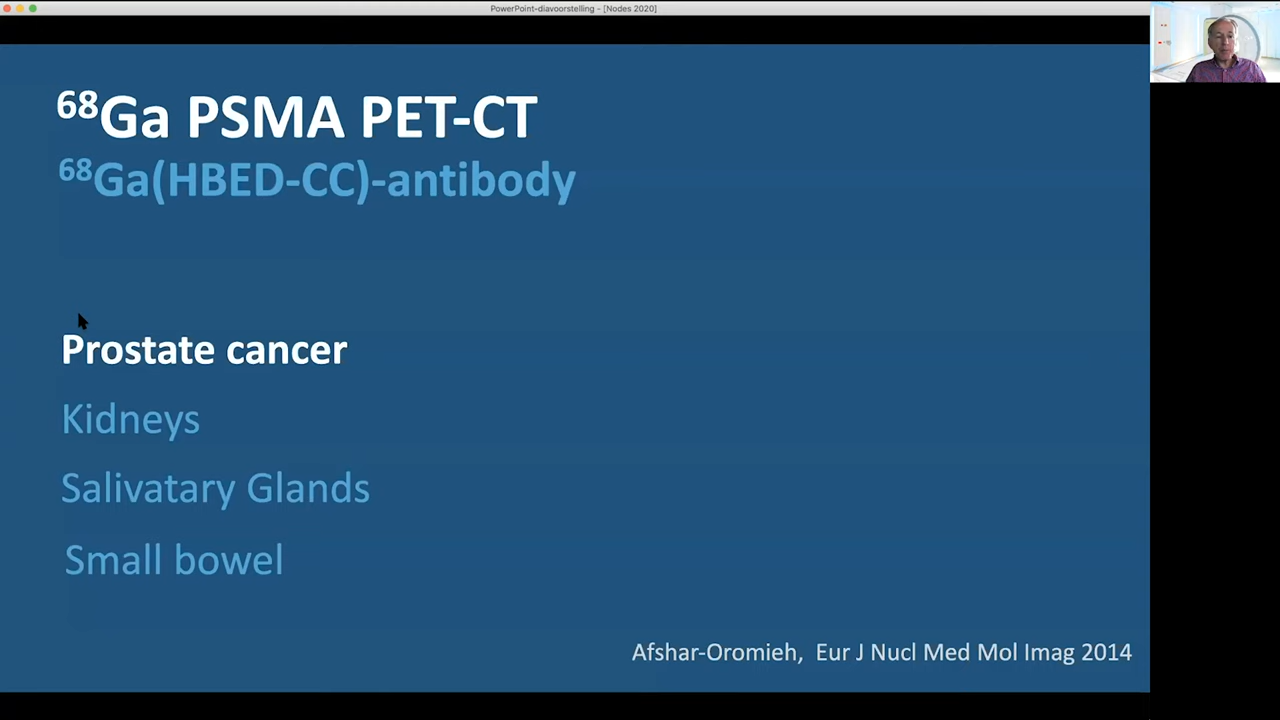 PowerPoint-diavoorstelling - [Nodes 2020]
⁶⁸Ga PSMA PET-CT
⁶⁸Ga(HBED-CC)-antibody
Prostate cancer
Kidneys
Salivatary Glands
Small bowel
Afshar-Oromieh, Eur J Nucl Med Mol Imag 2014